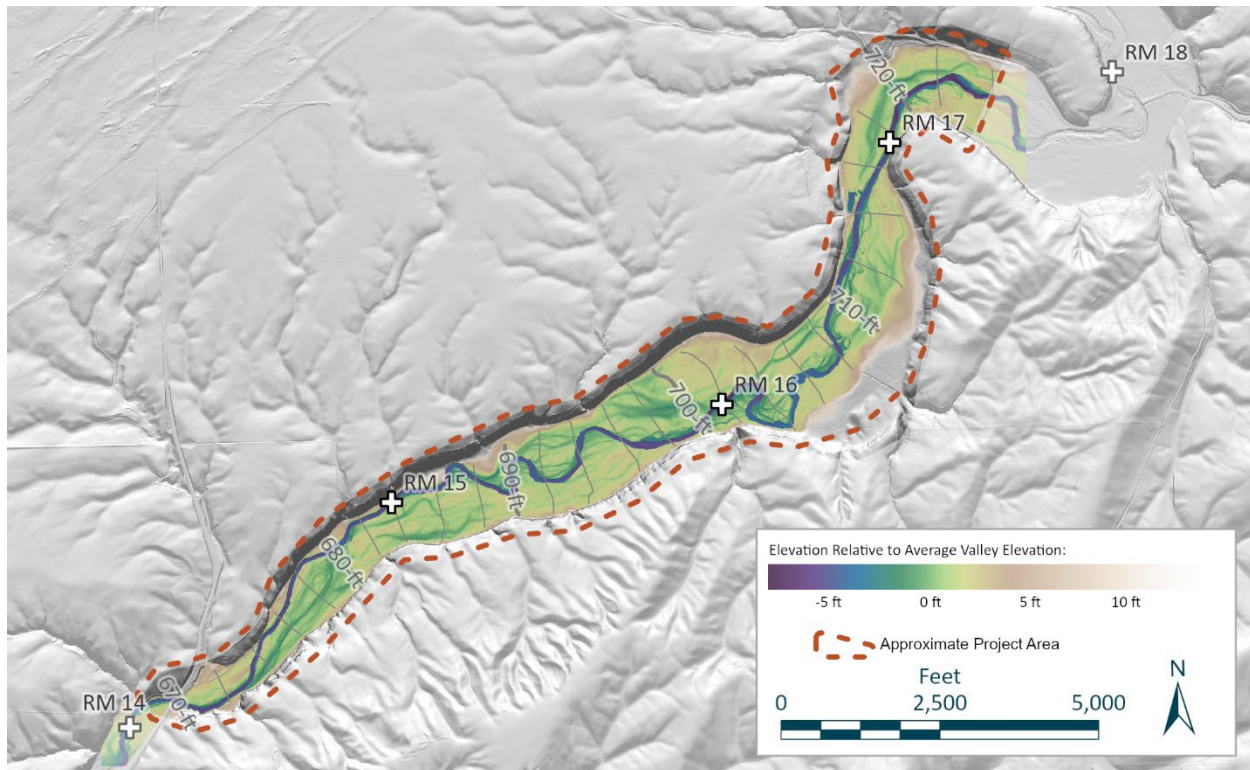 RM 18
720-ft
RM 17
710-ft
RM 16
700-ft
690-ft
RM 15
680-ft
RM 14
670-ft
Elevation Relative to Average Valley Elevation:
-5 ft 0 ft 5 ft 10 ft
Approximate Project Area
Feet
0 2,500 5,000
N